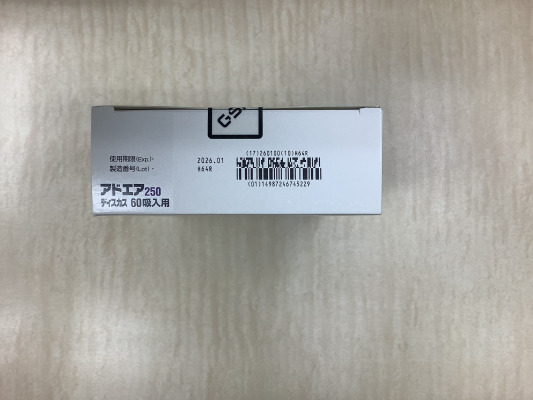 GSK
使用期限(Exp.)- 2026.01
製造番号(Lot) - H64R
(17)260100(10)H64R
(01)14987246745229
アドエア250
ディスカス 60吸入用